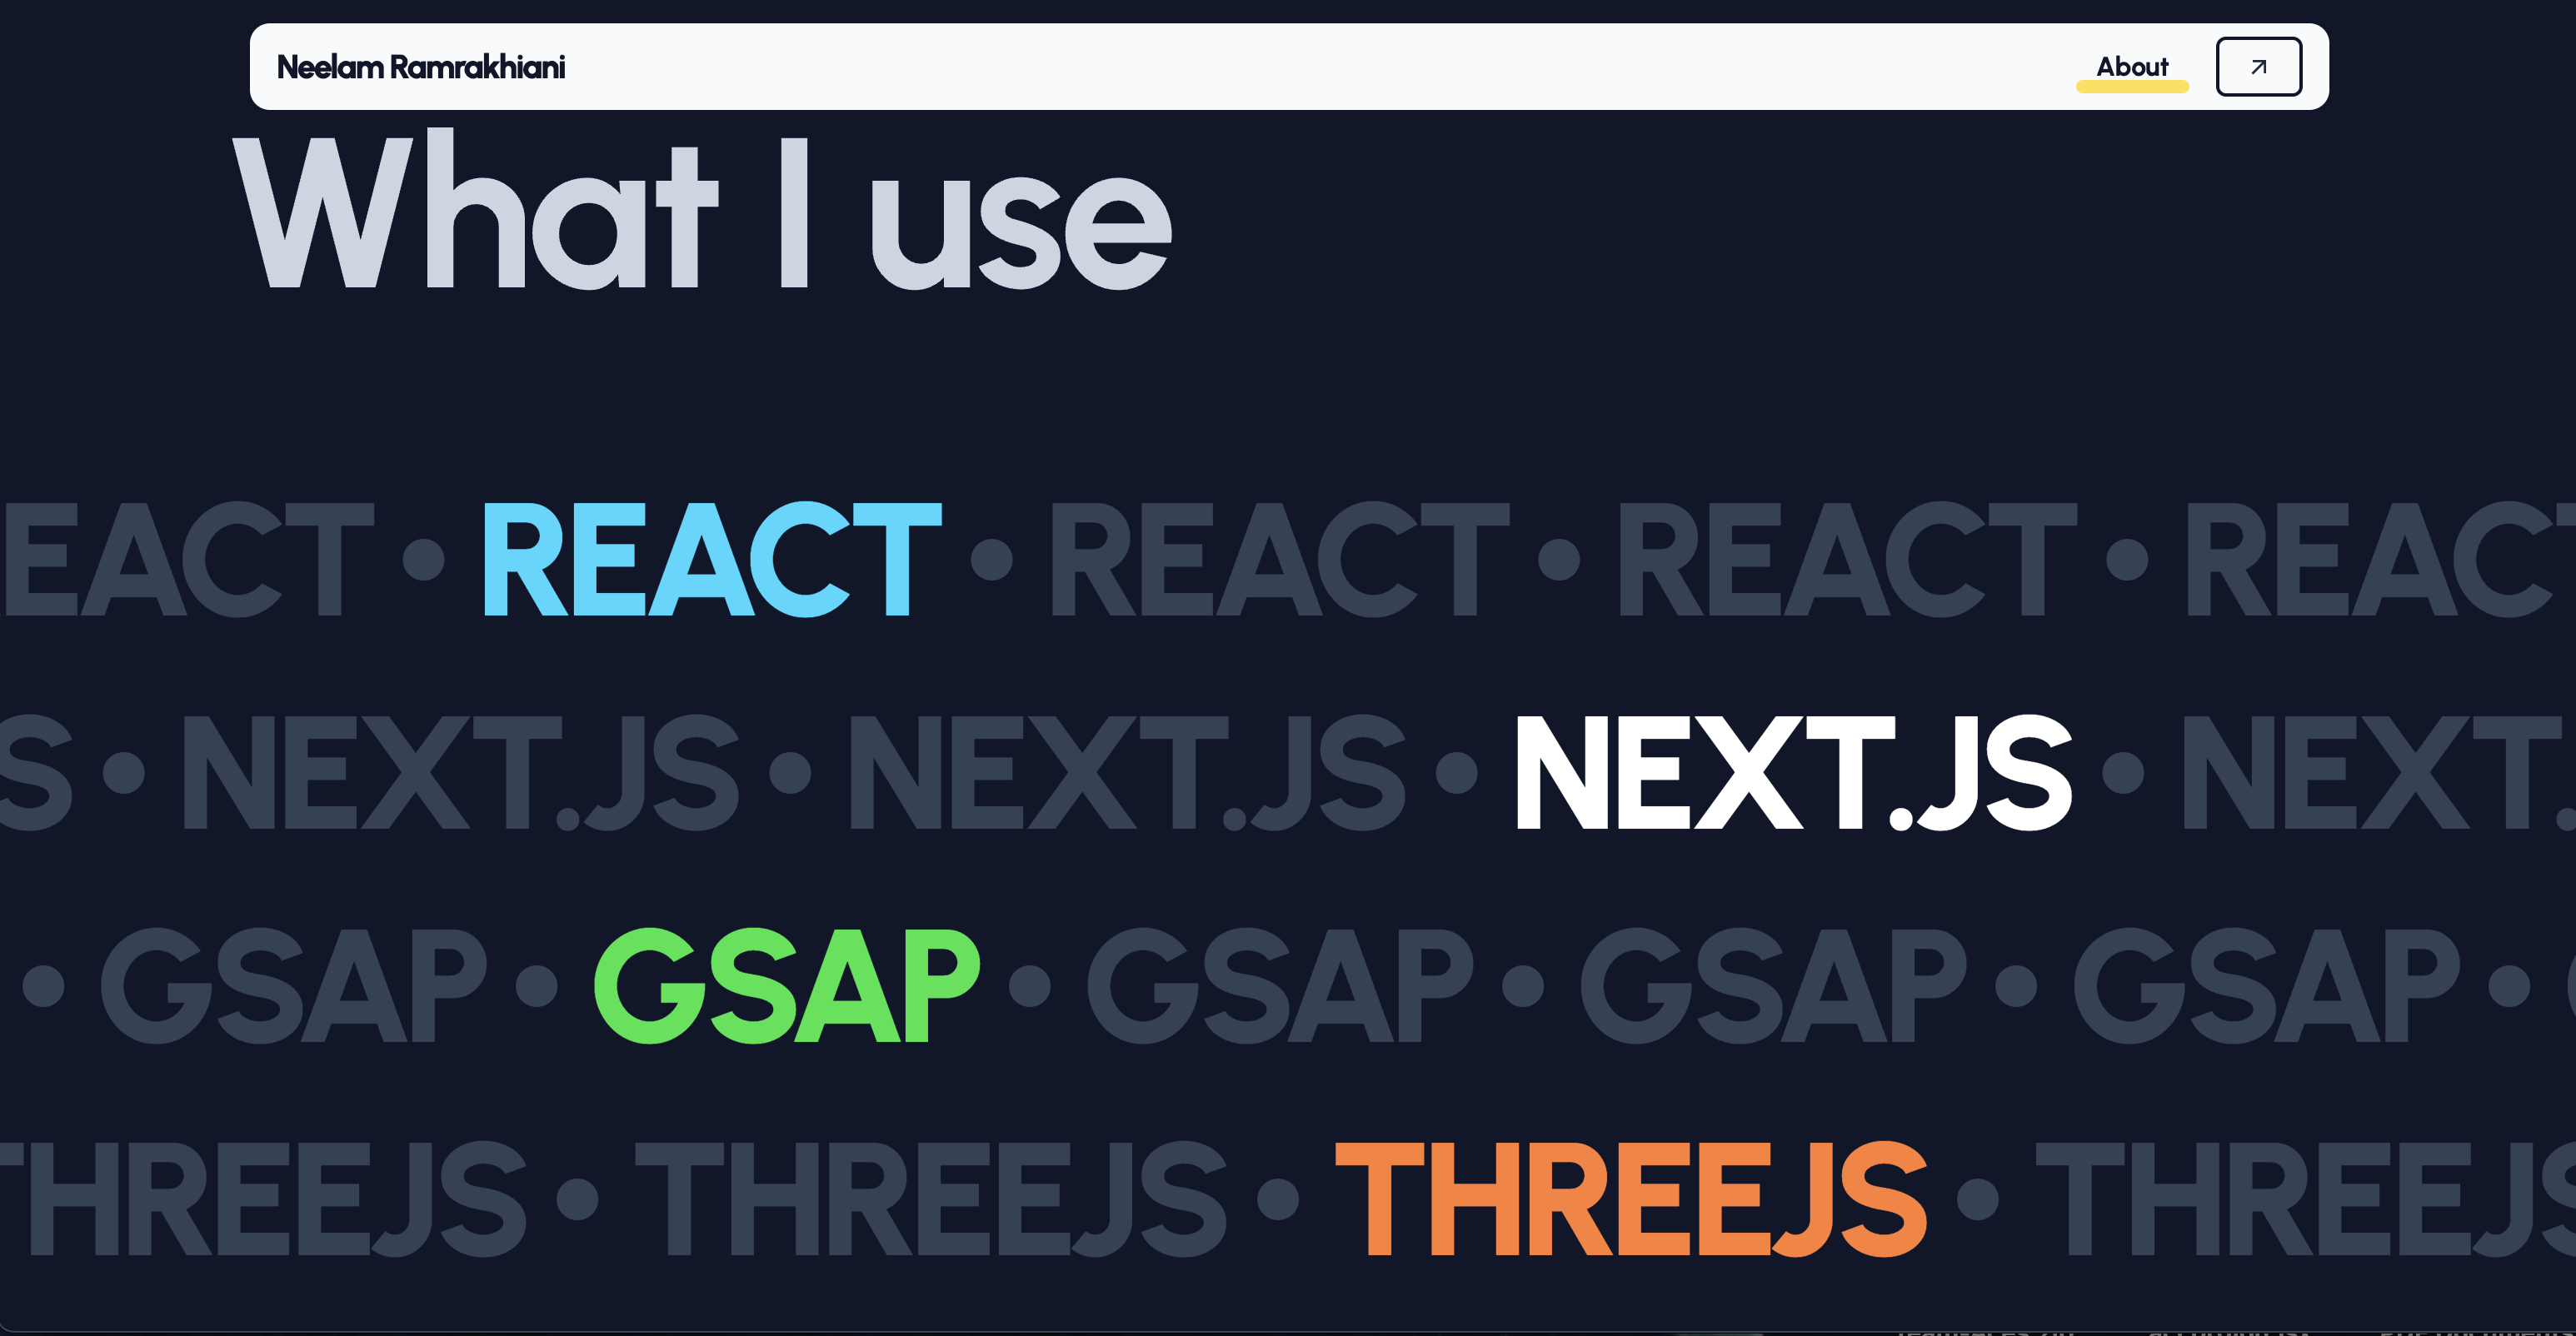 Neelam Ramrakhiani About
What I use
EACT • REACT • REACT • REACT • REAC
S • NEXT.JS • NEXT.JS • NEXT.JS • NEXT.
• GSAP • GSAP • GSAP • GSAP • GSAP •
THREEJS • THREEJS • THREEJS • THREEJS